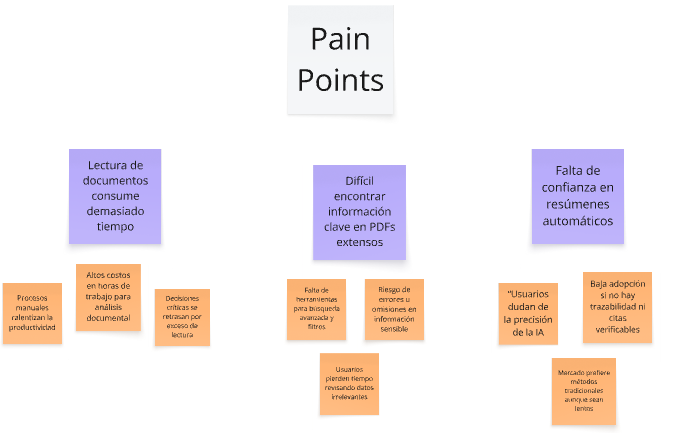 Pain
Points
Lectura de
documentos
consume
demasiado
tiempo
Procesos
manuales
ralentizan la
productividad
Altos costos
en horas de
trabajo para
análisis
documental
Decisiones
críticas se
retrasan por
exceso de
lectura
Difícil
encontrar
información
clave en PDFs
extensos
Falta de
herramientas
para búsqueda
avanzada y
filtros
Riesgo de
errores u
omisiones en
información
sensible
Usuarios
pierden tiempo
revisando datos
irrelevantes
Falta de
confianza en
resúmenes
automáticos
“Usuarios
dudan de
la precisión
de la IA
Baja adopción
si no hay
trazabilidad ni
citas
verificables
Mercado prefiere
métodos
tradicionales
aunque sean
lentos